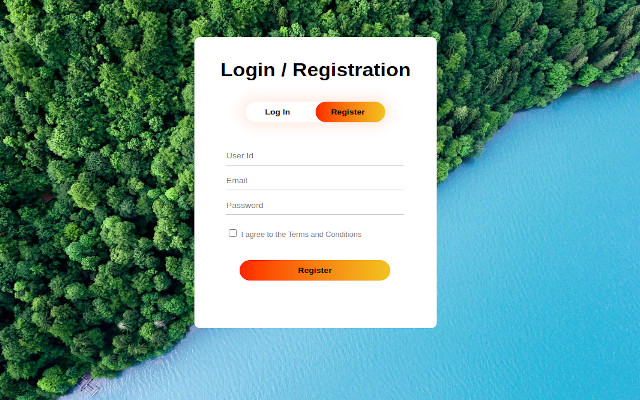 Login / Registration
Log In Register
User Id
Email
Password
I agree to the Terms and Conditions
Register